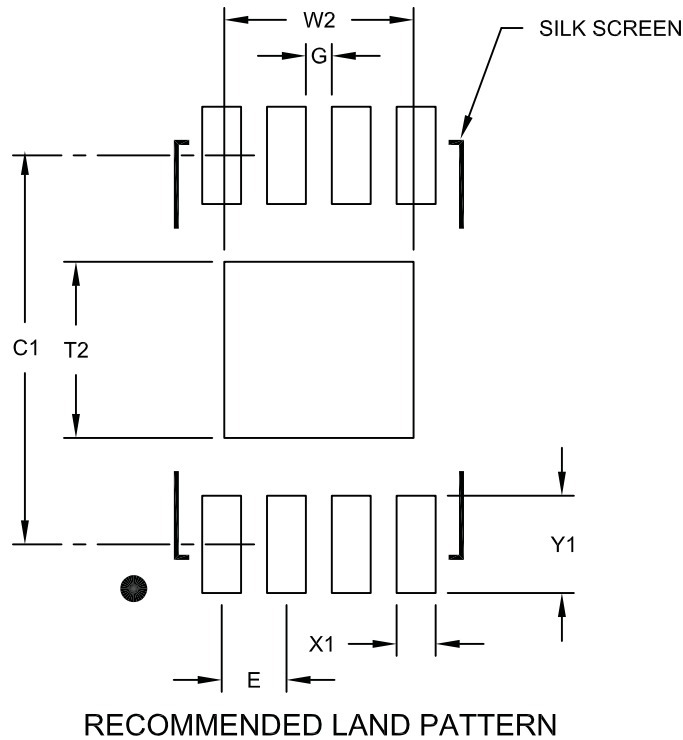 W2
SILK SCREEN
G
C1
T2
Y1
X1
E
RECOMMENDED LAND PATTERN